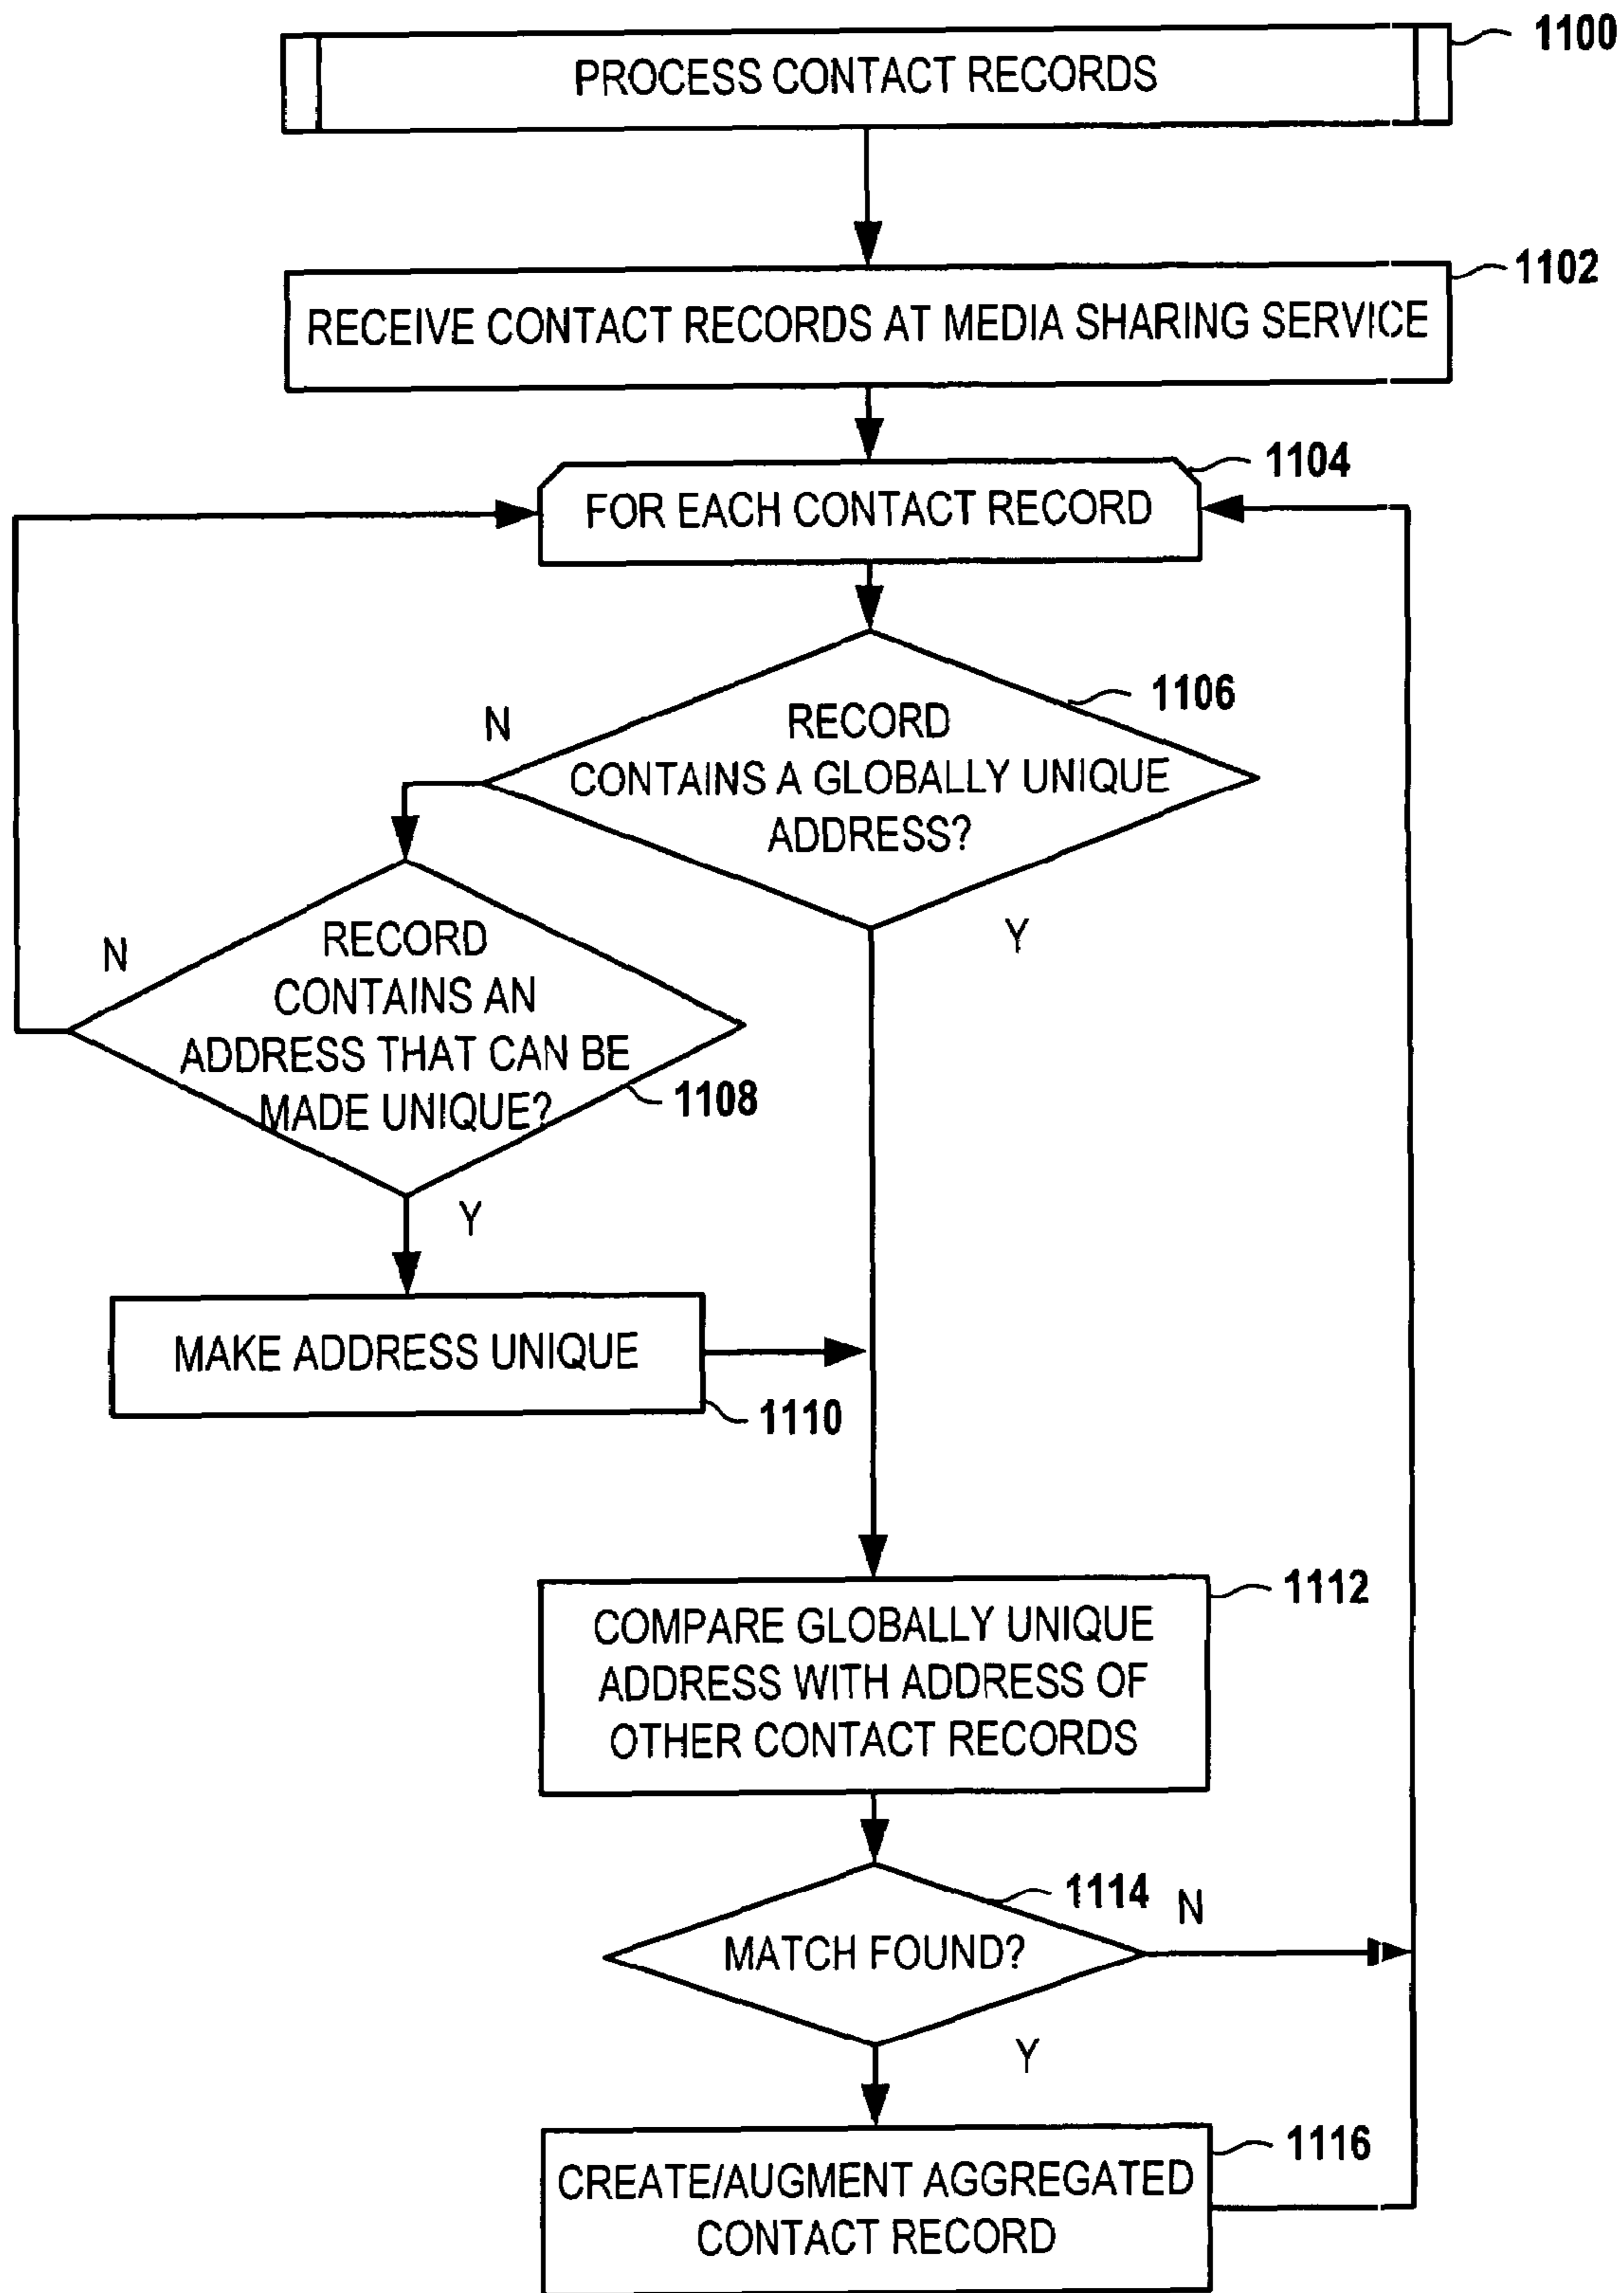 PROCESS CONTACT RECORDS
1100
RECEIVE CONTACT RECORDS AT MEDIA SHARING SERVICE
1102
FOR EACH CONTACT RECORD
1104
RECORD
CONTAINS A GLOBALLY UNIQUE
ADDRESS?
1106
N
Y
RECORD
CONTAINS AN
ADDRESS THAT CAN BE
MADE UNIQUE?
1108
N
Y
MAKE ADDRESS UNIQUE
1110
COMPARE GLOBALLY UNIQUE
ADDRESS WITH ADDRESS OF
OTHER CONTACT RECORDS
1112
MATCH FOUND?
1114
N
Y
CREATE/AUGMENT AGGREGATED
CONTACT RECORD
1116